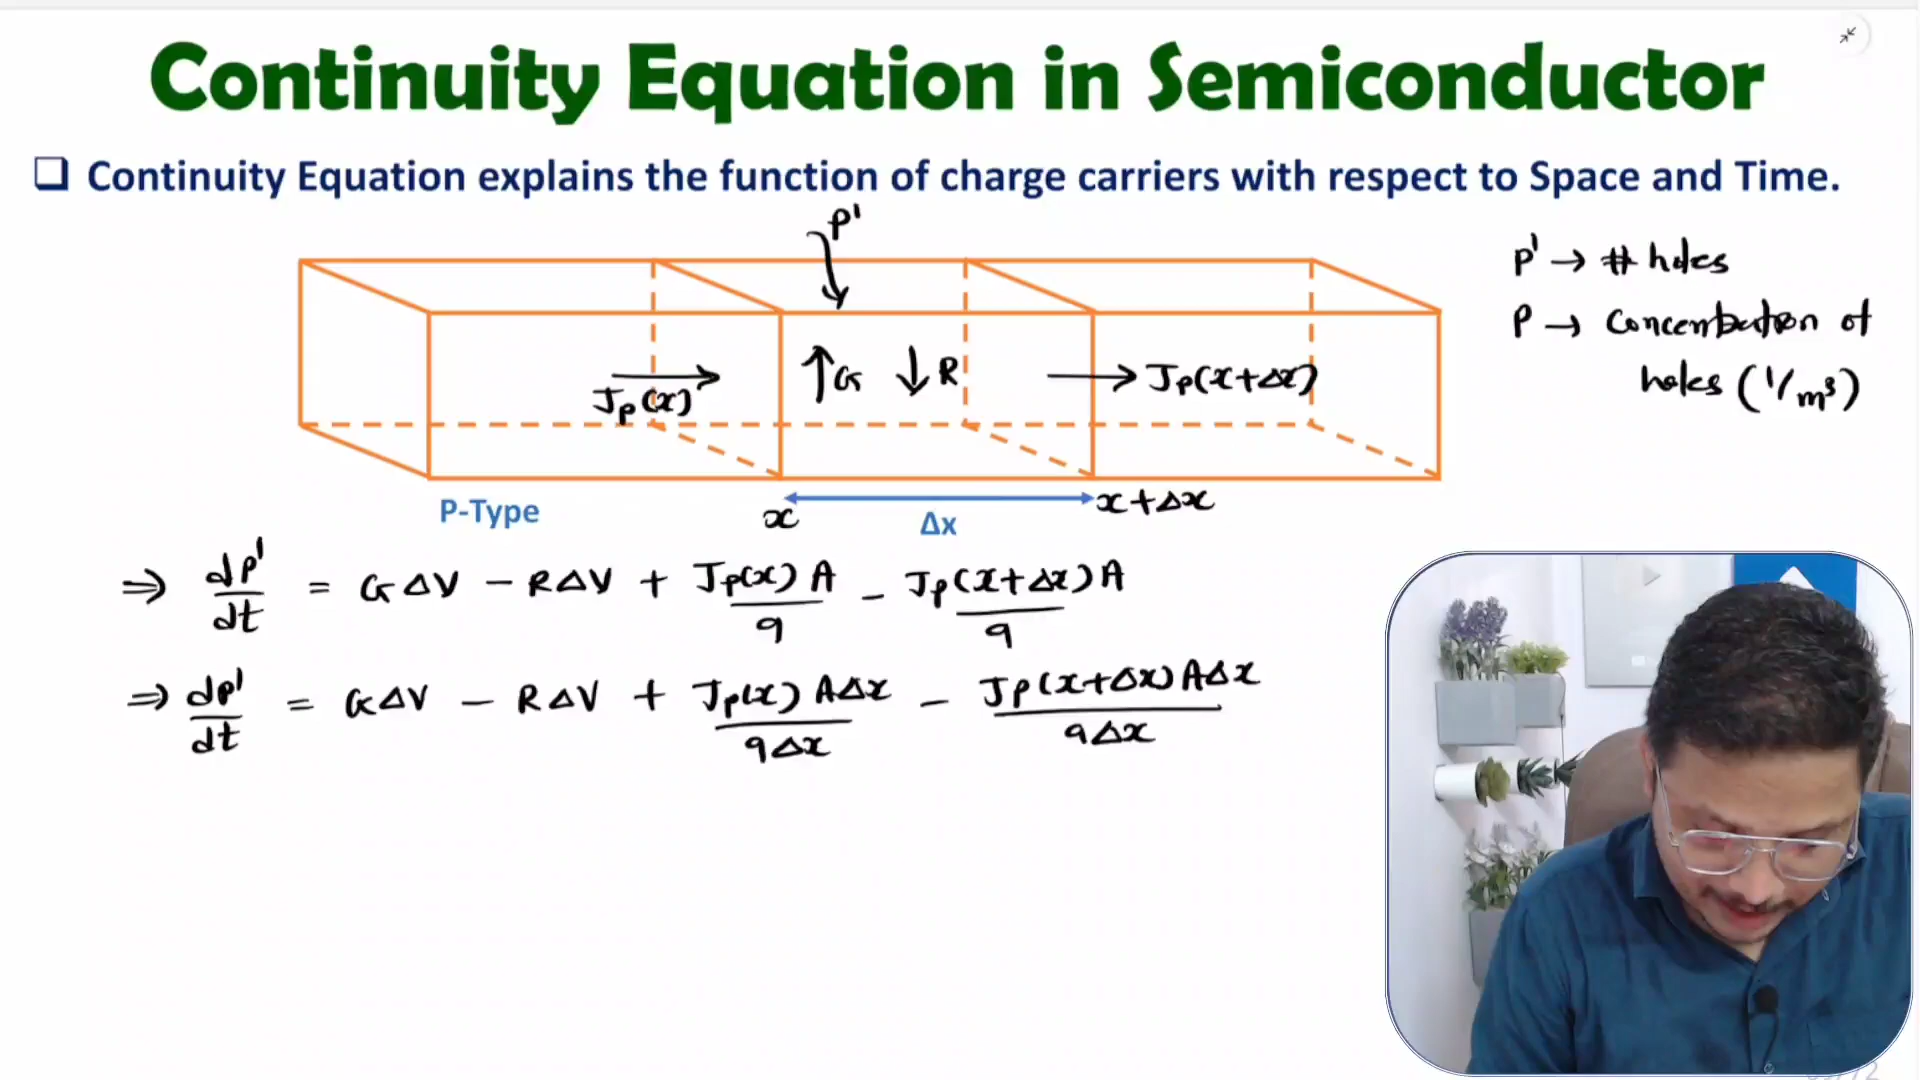 Continuity Equation in Semiconductor
❑ Continuity Equation explains the function of charge carriers with respect to Space and Time.
P'
P' → # holes
P → Concentration of
holes (1/m³)
Jp(x)
↑G ↓R
→ Jp(x+Δx)
P-Type
x
Δx
x+Δx
⇒ dP'/dt = GΔV − RΔV + Jp(x)A/q − Jp(x+Δx)A/q
⇒ dP'/dt = GΔV − RΔV + Jp(x)AΔx/qΔx − Jp(x+Δx)AΔx/qΔx